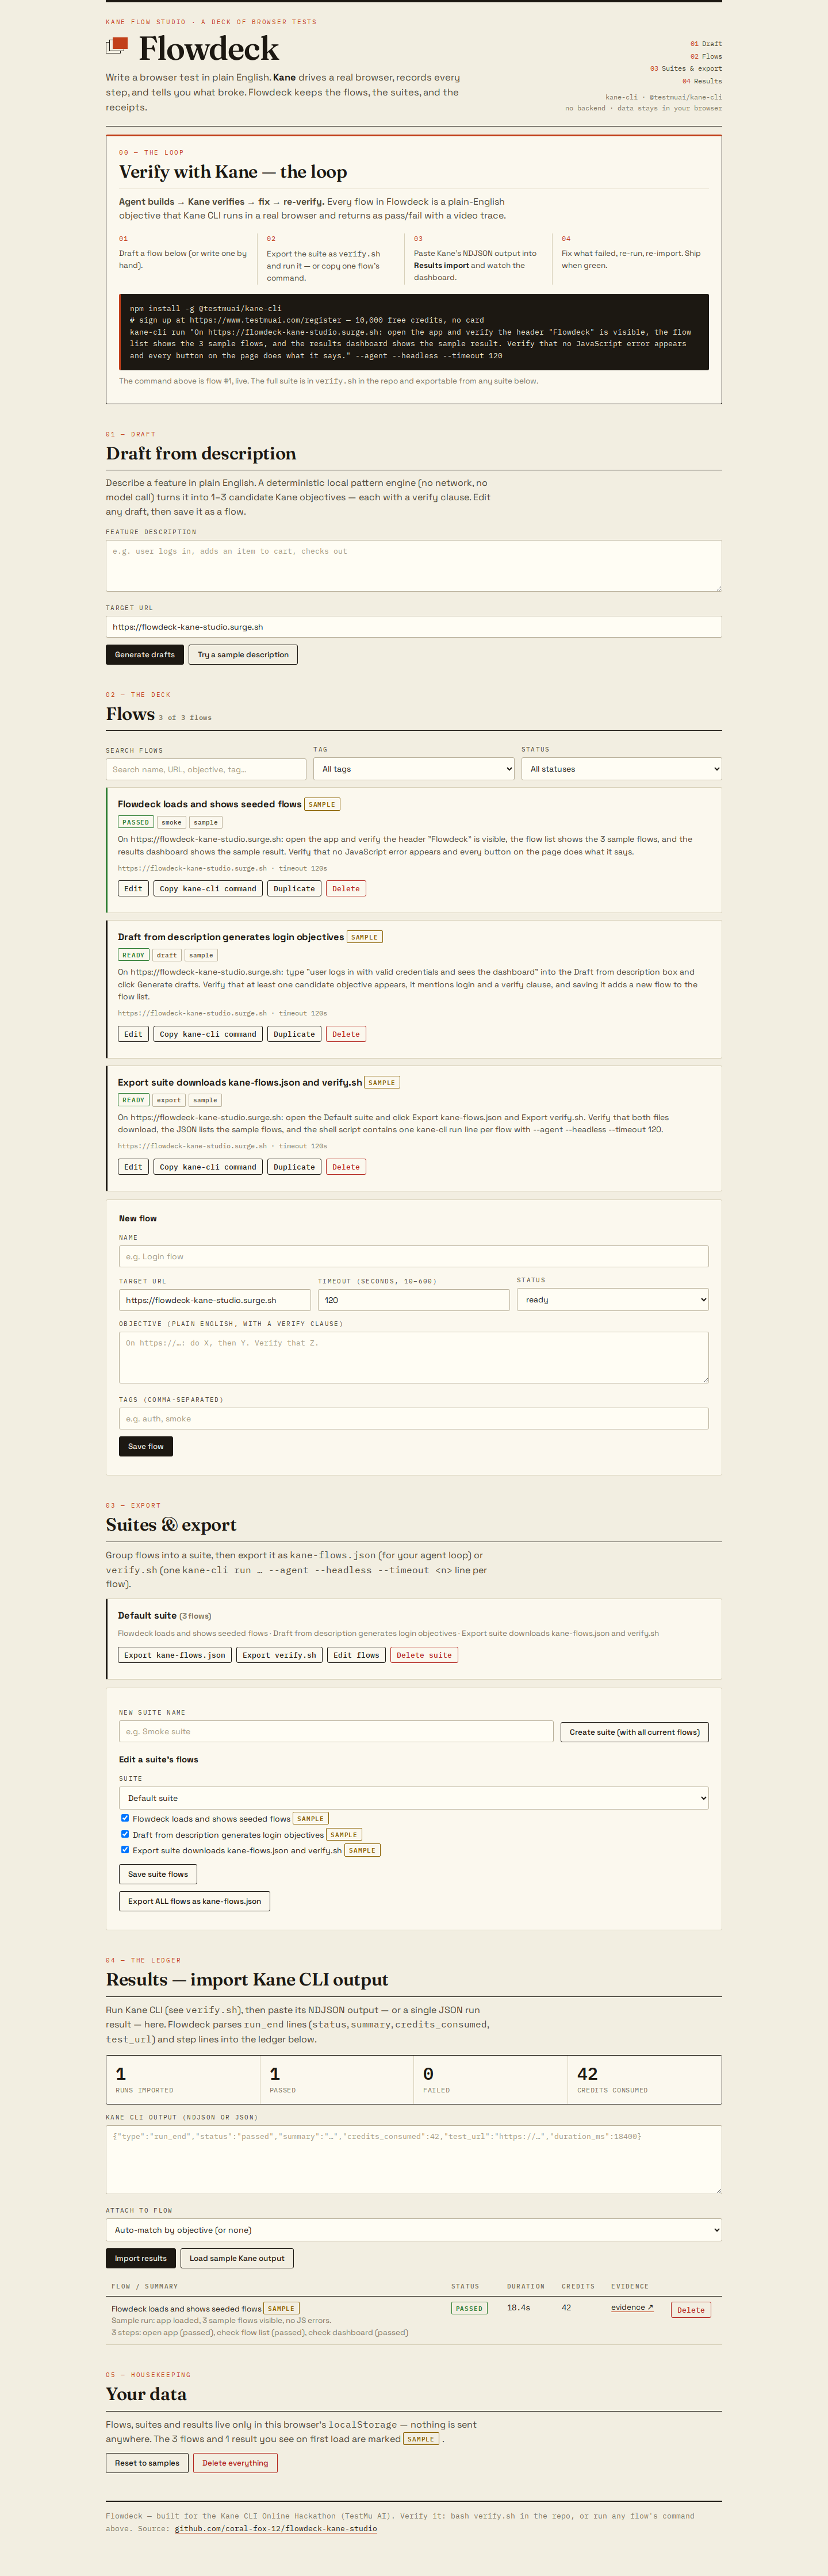 KANE FLOW STUDIO · A DECK OF BROWSER TESTS
Flowdeck
Write a browser test in plain English. Kane drives a real browser, records every
step, and tells you what broke. Flowdeck keeps the flows, the suites, and the
receipts.
01 Draft
02 Flows
03 Suites & export
04 Results
kane-cli · @testmuai/kane-cli
no backend · data stays in your browser
00 — THE LOOP
Verify with Kane — the loop
Agent builds → Kane verifies → fix → re-verify. Every flow in Flowdeck is a plain-English
objective that Kane CLI runs in a real browser and returns as pass/fail with a video trace.
01
Draft a flow below (or write one by
hand).
02
Export the suite as verify.sh
and run it — or copy one flow's
command.
03
Paste Kane's NDJSON output into
Results import and watch the
dashboard.
04
Fix what failed, re-run, re-import. Ship
when green.
npm install -g @testmuai/kane-cli
# sign up at https://www.testmuai.com/register — 10,000 free credits, no card
kane-cli run "On https://flowdeck-kane-studio.surge.sh: open the app and verify the header "Flowdeck" is visible, the flow
list shows the 3 sample flows, and the results dashboard shows the sample result. Verify that no JavaScript error appears
and every button on the page does what it says." --agent --headless --timeout 120
The command above is flow #1, live. The full suite is in verify.sh in the repo and exportable from any suite below.
01 — DRAFT
Draft from description
Describe a feature in plain English. A deterministic local pattern engine (no network, no
model call) turns it into 1–3 candidate Kane objectives — each with a verify clause. Edit
any draft, then save it as a flow.
FEATURE DESCRIPTION
e.g. user logs in, adds an item to cart, checks out
TARGET URL
https://flowdeck-kane-studio.surge.sh
Generate drafts
Try a sample description
02 — THE DECK
Flows 3 of 3 flows
SEARCH FLOWS
TAG
STATUS
Search name, URL, objective, tag…
All tags
All statuses
Flowdeck loads and shows seeded flows SAMPLE
PASSED smoke sample
On https://flowdeck-kane-studio.surge.sh: open the app and verify the header "Flowdeck" is visible, the flow list shows the 3 sample flows, and the
results dashboard shows the sample result. Verify that no JavaScript error appears and every button on the page does what it says.
https://flowdeck-kane-studio.surge.sh · timeout 120s
Edit Copy kane-cli command Duplicate Delete
Draft from description generates login objectives SAMPLE
READY draft sample
On https://flowdeck-kane-studio.surge.sh: type "user logs in with valid credentials and sees the dashboard" into the Draft from description box and
click Generate drafts. Verify that at least one candidate objective appears, it mentions login and a verify clause, and saving it adds a new flow to the
flow list.
https://flowdeck-kane-studio.surge.sh · timeout 120s
Edit Copy kane-cli command Duplicate Delete
Export suite downloads kane-flows.json and verify.sh SAMPLE
READY export sample
On https://flowdeck-kane-studio.surge.sh: open the Default suite and click Export kane-flows.json and Export verify.sh. Verify that both files
download, the JSON lists the sample flows, and the shell script contains one kane-cli run line per flow with --agent --headless --timeout 120.
https://flowdeck-kane-studio.surge.sh · timeout 120s
Edit Copy kane-cli command Duplicate Delete
New flow
NAME
e.g. Login flow
TARGET URL
TIMEOUT (SECONDS, 10–600)
STATUS
https://flowdeck-kane-studio.surge.sh
120
ready
OBJECTIVE (PLAIN ENGLISH, WITH A VERIFY CLAUSE)
On https://…: do X, then Y. Verify that Z.
TAGS (COMMA-SEPARATED)
e.g. auth, smoke
Save flow
03 — EXPORT
Suites & export
Group flows into a suite, then export it as kane-flows.json (for your agent loop) or
verify.sh (one kane-cli run … --agent --headless --timeout <n> line per
flow).
Default suite (3 flows)
Flowdeck loads and shows seeded flows · Draft from description generates login objectives · Export suite downloads kane-flows.json and verify.sh
Export kane-flows.json Export verify.sh Edit flows Delete suite
NEW SUITE NAME
e.g. Smoke suite
Create suite (with all current flows)
Edit a suite's flows
SUITE
Default suite
Flowdeck loads and shows seeded flows SAMPLE
Draft from description generates login objectives SAMPLE
Export suite downloads kane-flows.json and verify.sh SAMPLE
Save suite flows
Export ALL flows as kane-flows.json
04 — THE LEDGER
Results — import Kane CLI output
Run Kane CLI (see verify.sh), then paste its NDJSON output — or a single JSON run
result — here. Flowdeck parses run_end lines (status, summary, credits_consumed,
test_url) and step lines into the ledger below.
1
RUNS IMPORTED
1
PASSED
0
FAILED
42
CREDITS CONSUMED
KANE CLI OUTPUT (NDJSON OR JSON)
{"type":"run_end","status":"passed","summary":"…","credits_consumed":42,"test_url":"https://…","duration_ms":18400}
ATTACH TO FLOW
Auto-match by objective (or none)
Import results
Load sample Kane output
FLOW / SUMMARY STATUS DURATION CREDITS EVIDENCE
Flowdeck loads and shows seeded flows SAMPLE PASSED 18.4s 42 evidence ↗ Delete
Sample run: app loaded, 3 sample flows visible, no JS errors.
3 steps: open app (passed), check flow list (passed), check dashboard (passed)
05 — HOUSEKEEPING
Your data
Flows, suites and results live only in this browser's localStorage — nothing is sent
anywhere. The 3 flows and 1 result you see on first load are marked SAMPLE .
Reset to samples
Delete everything
Flowdeck — built for the Kane CLI Online Hackathon (TestMu AI). Verify it: bash verify.sh in the repo, or run any flow's command
above. Source: github.com/coral-fox-12/flowdeck-kane-studio